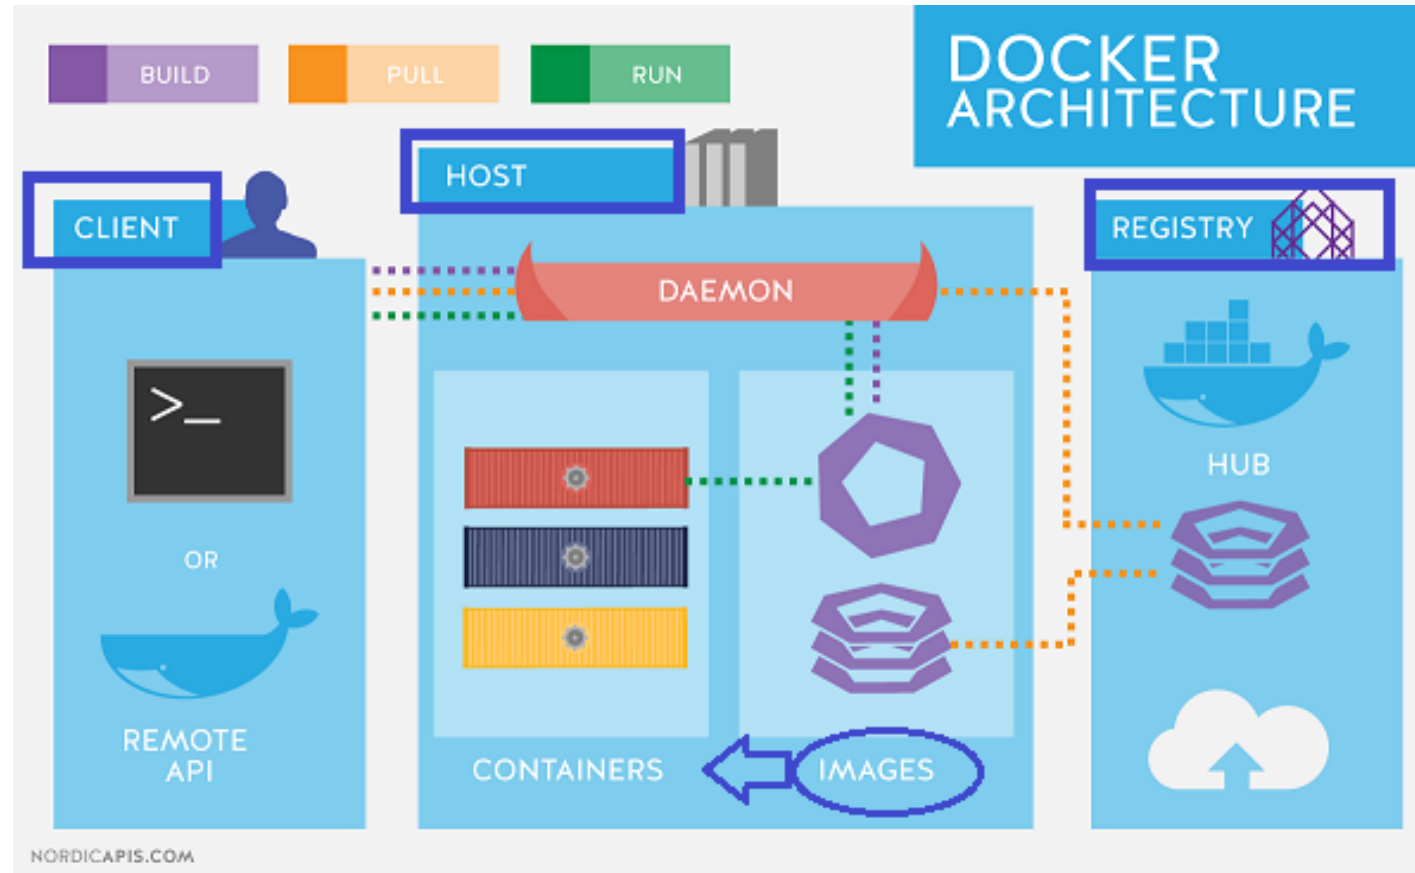 BUILD
PULL
RUN
DOCKER
ARCHITECTURE
CLIENT
HOST
REGISTRY
DAEMON
>_
OR
REMOTE
API
CONTAINERS
IMAGES
HUB
NORDICAPIS.COM